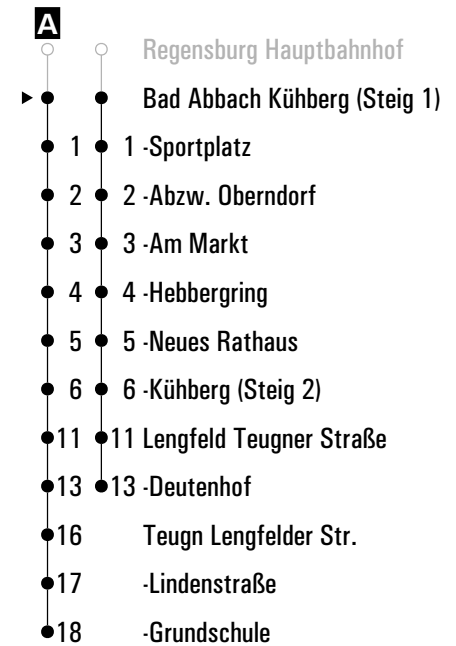 A
Regensburg Hauptbahnhof
Bad Abbach Kühberg (Steig 1)
1 1 -Sportplatz
2 2 -Abzw. Oberndorf
3 3 -Am Markt
4 4 -Hebbergring
5 5 -Neues Rathaus
6 6 -Kühberg (Steig 2)
11 11 Lengfeld Teugner Straße
13 13 -Deutenhof
16 Teugn Lengfelder Str.
17 -Lindenstraße
18 -Grundschule